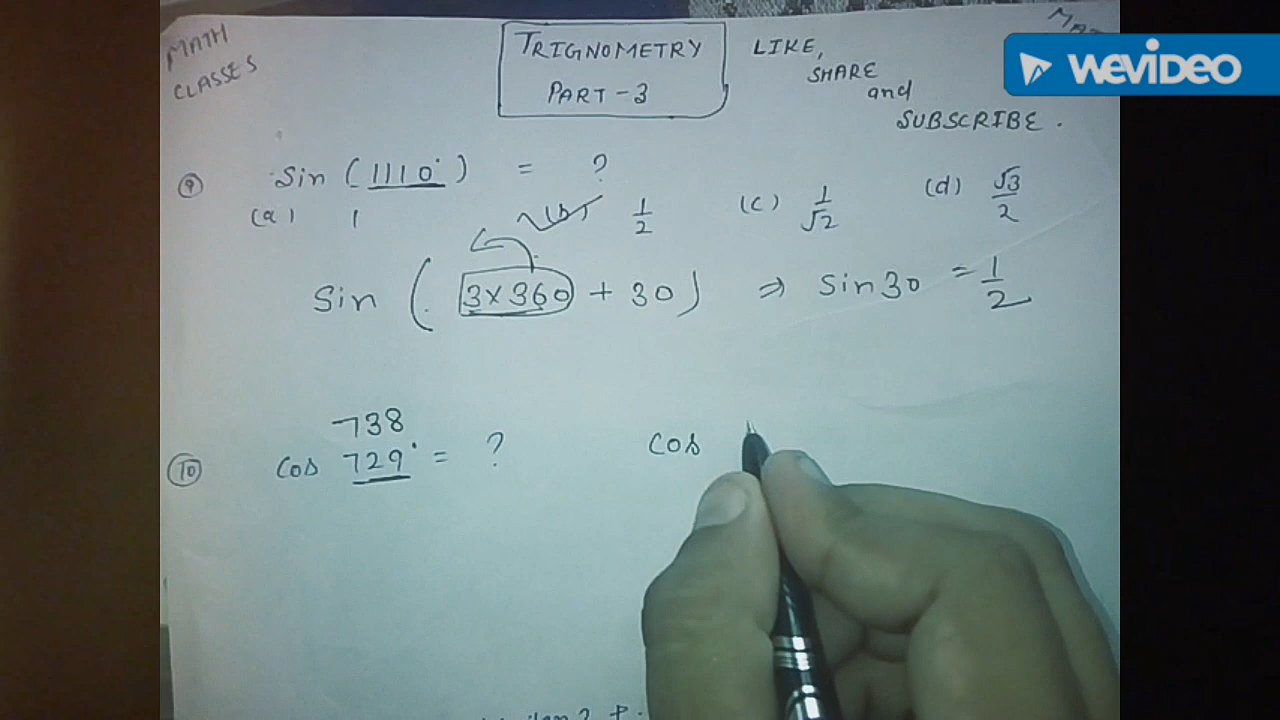 MATH
CLASSES
TRIGNOMETRY
PART-3
LIKE,
SHARE
and
SUBSCRIBE.
WEVIDEO
(9) Sin (1110°) = ?
(a) 1 (b) 1/2 (c) 1/√2 (d) √3/2
Sin (3×360 + 30) ⇒ Sin30 = 1/2
738
(10) Cos 729° = ? Cos